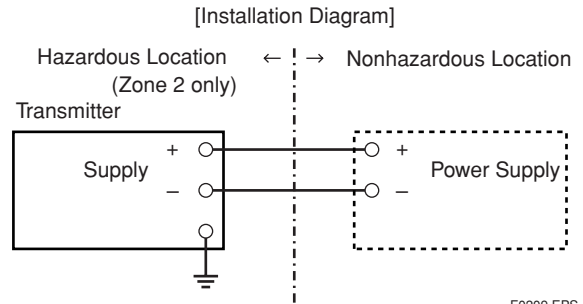 [Installation Diagram]
Hazardous Location ← → Nonhazardous Location
(Zone 2 only)
Transmitter
Supply + + Power Supply
– –